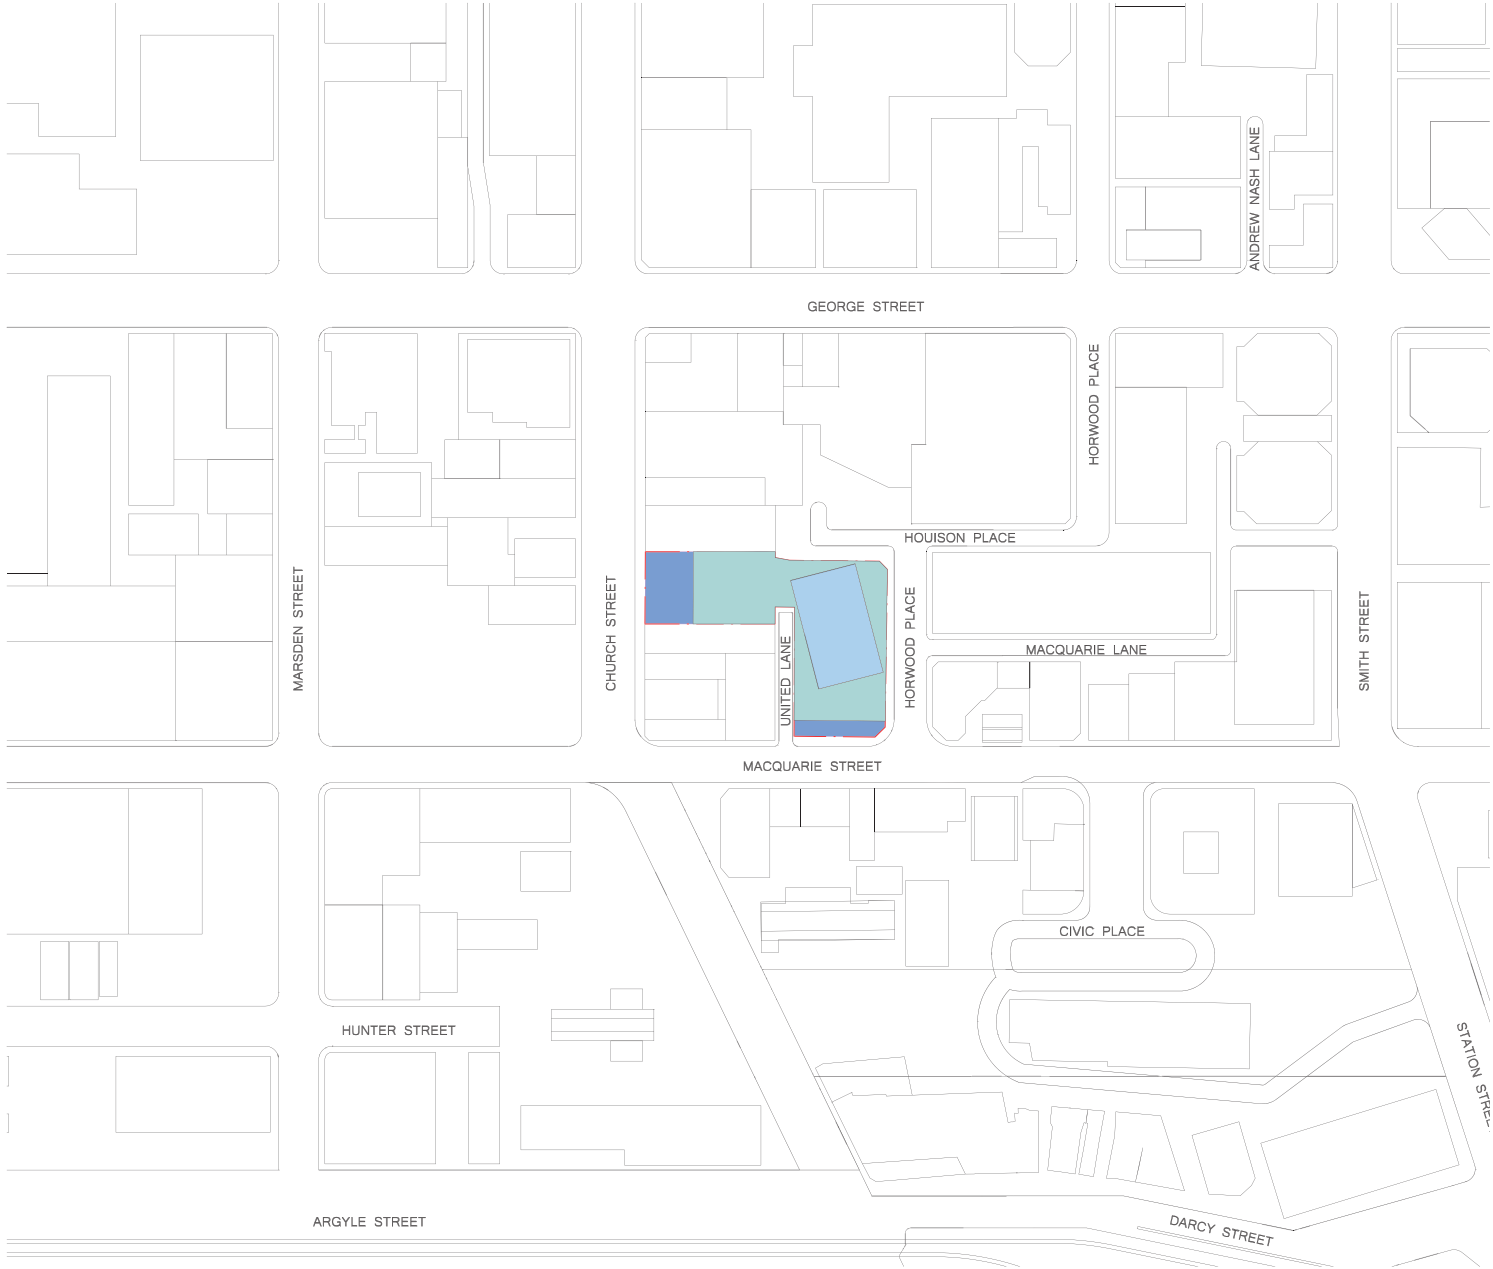 ANDREW NASH LANE
GEORGE STREET
HORWOOD PLACE
HOUISON PLACE
MARSDEN STREET
CHURCH STREET
UNITED LANE
HORWOOD PLACE
MACQUARIE LANE
SMITH STREET
MACQUARIE STREET
CIVIC PLACE
HUNTER STREET
STATION STREE
ARGYLE STREET
DARCY STREET